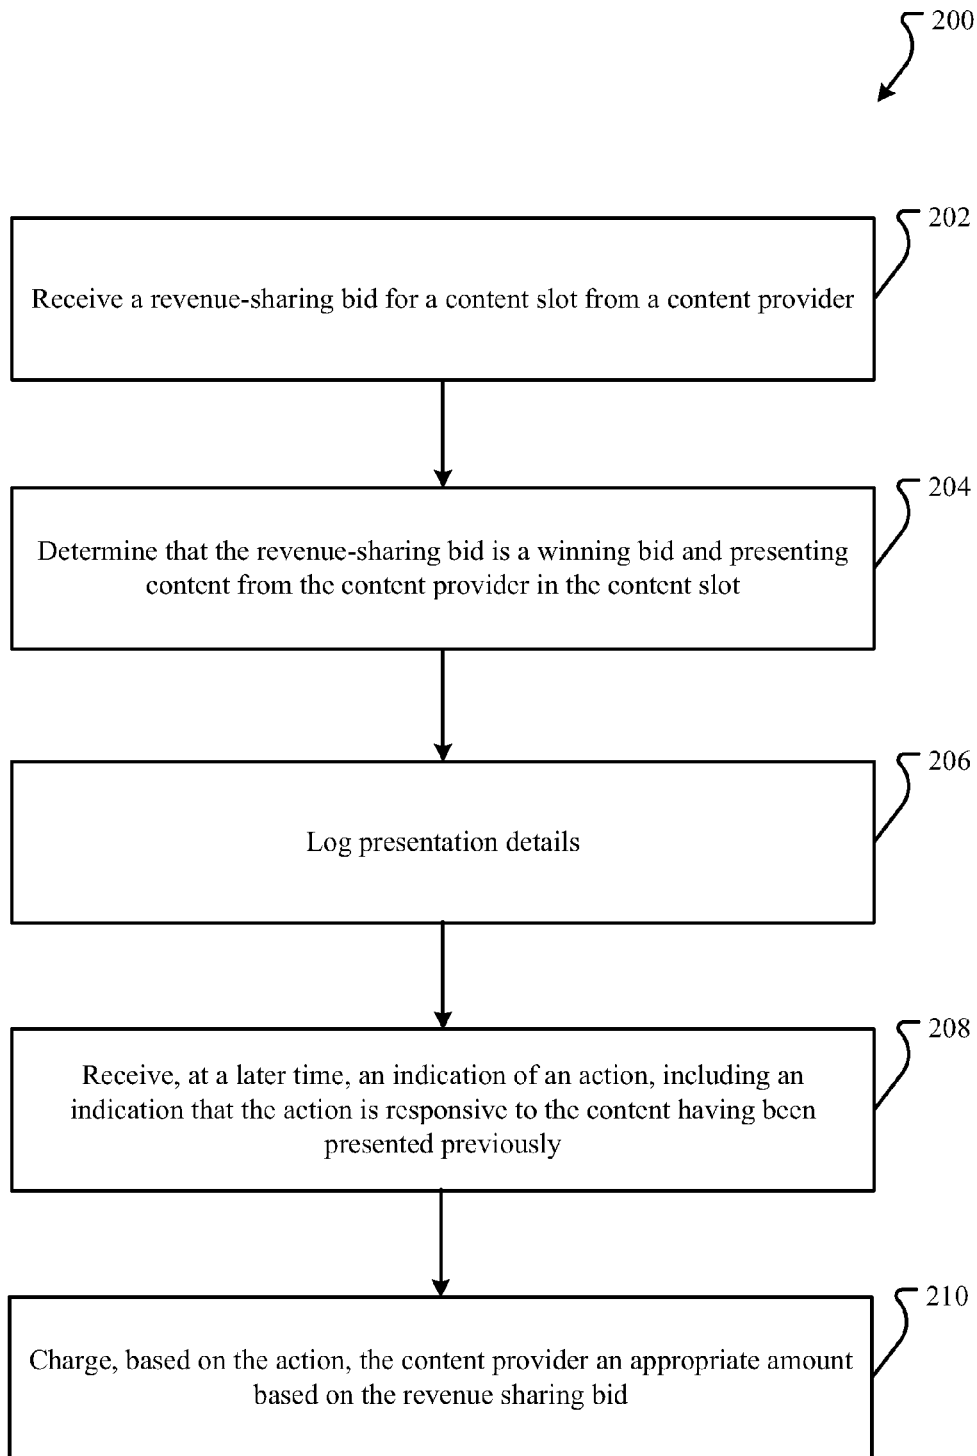 200
202
Receive a revenue-sharing bid for a content slot from a content provider
204
Determine that the revenue-sharing bid is a winning bid and presenting
content from the content provider in the content slot
206
Log presentation details
208
Receive, at a later time, an indication of an action, including an
indication that the action is responsive to the content having been
presented previously
210
Charge, based on the action, the content provider an appropriate amount
based on the revenue sharing bid